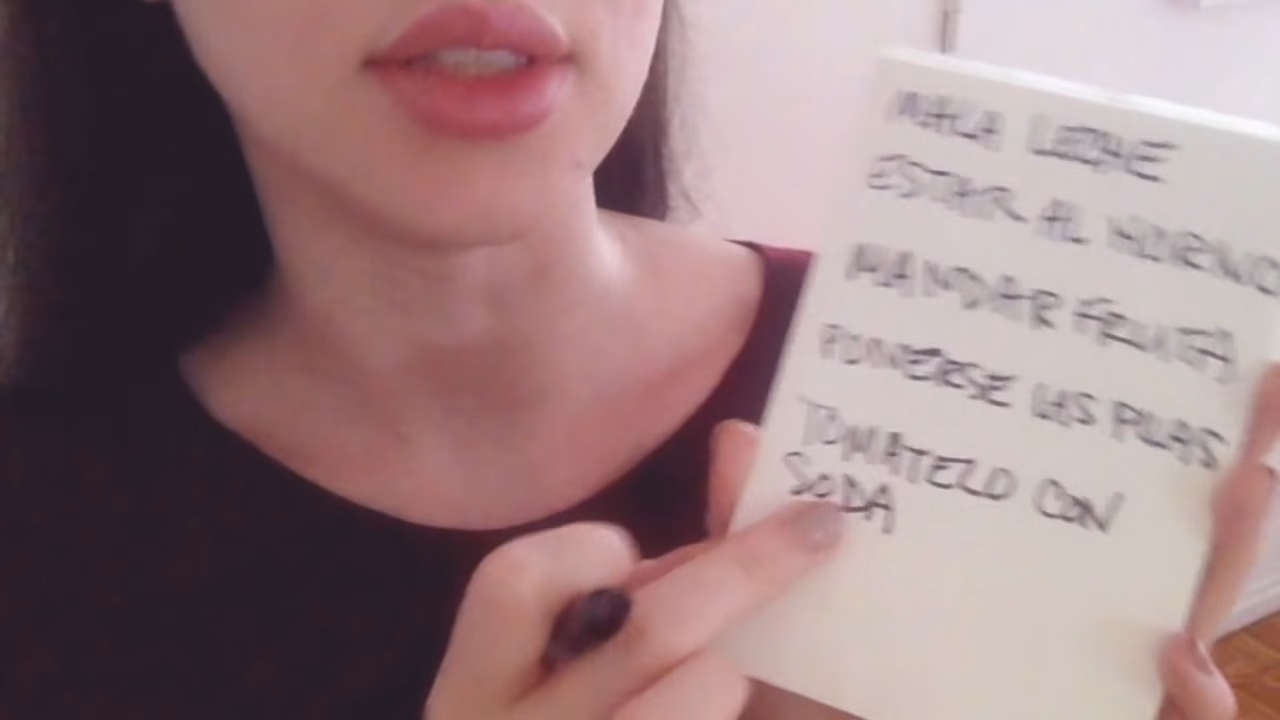 MALA LECHE
ESTAR AL HORNO
MANDAR FRUTA
PONERSE LAS PILAS
TOMATELO CON
SODA